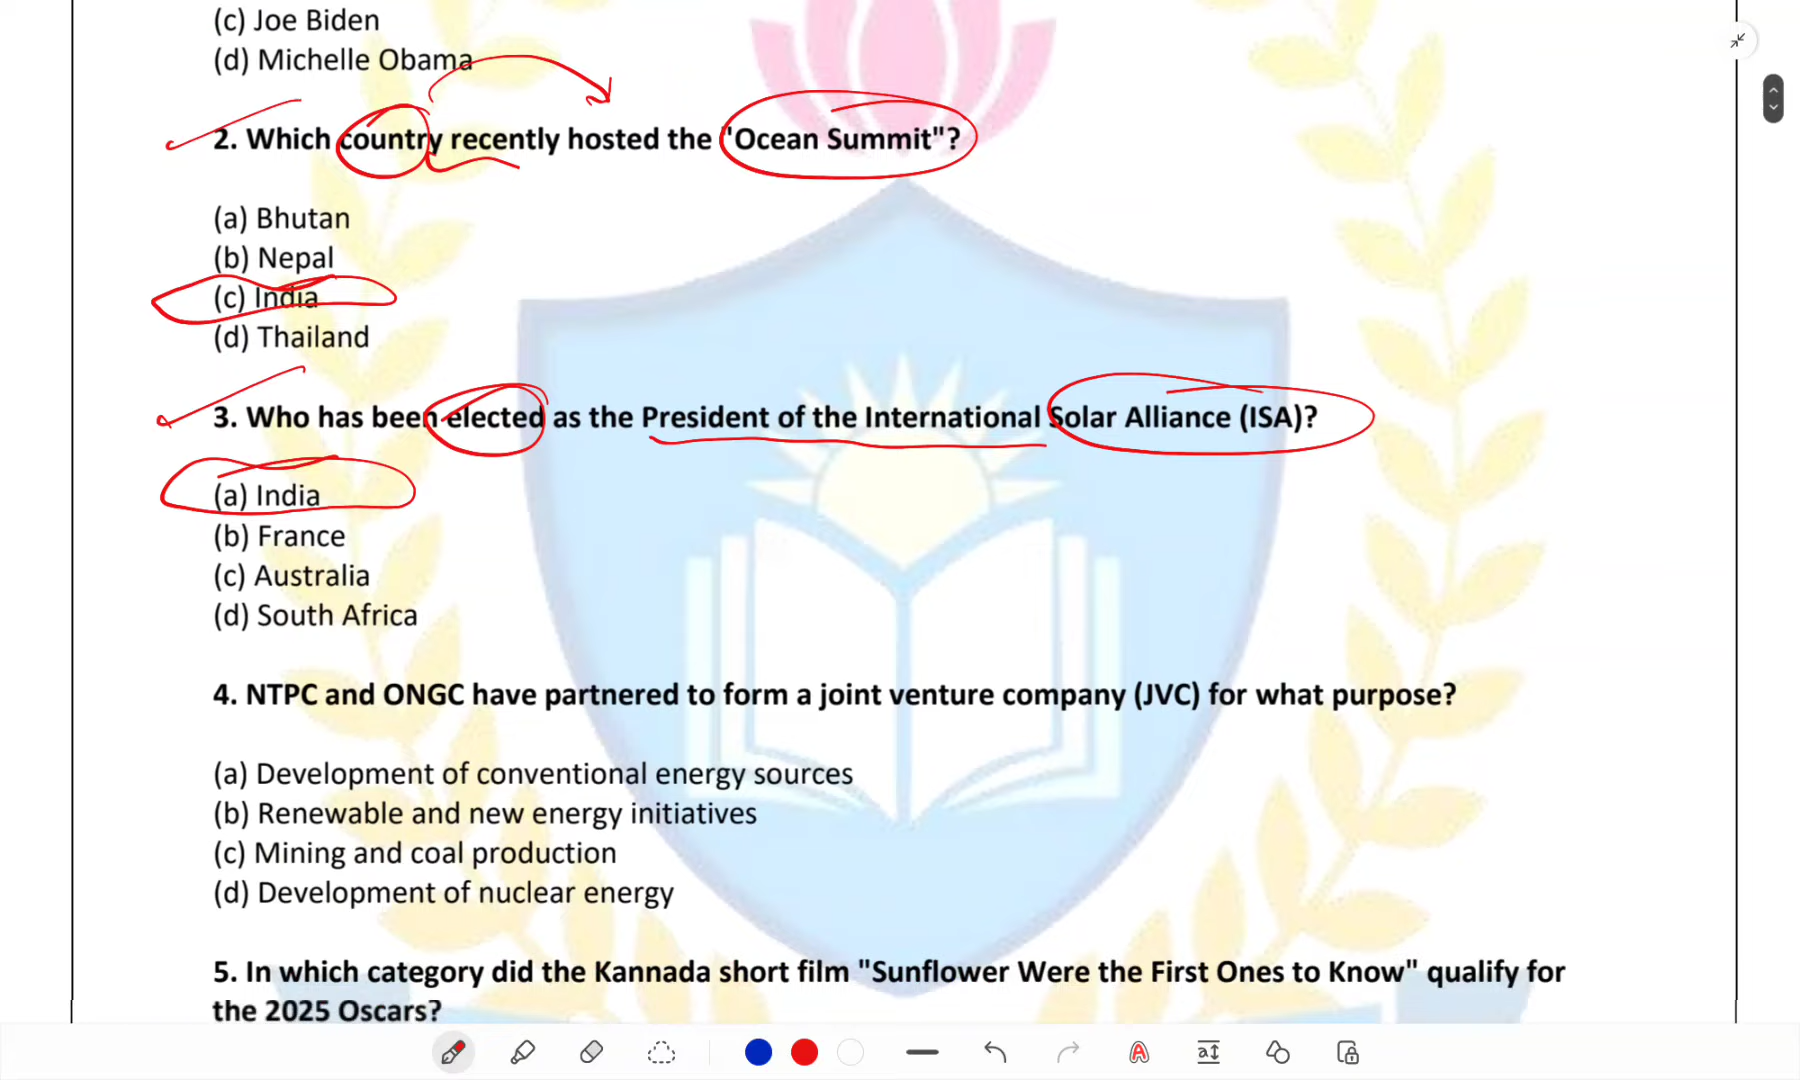 (c) Joe Biden
(d) Michelle Obama
2. Which country recently hosted the "Ocean Summit"?
(a) Bhutan
(b) Nepal
(c) India
(d) Thailand
3. Who has been elected as the President of the International Solar Alliance (ISA)?
(a) India
(b) France
(c) Australia
(d) South Africa
4. NTPC and ONGC have partnered to form a joint venture company (JVC) for what purpose?
(a) Development of conventional energy sources
(b) Renewable and new energy initiatives
(c) Mining and coal production
(d) Development of nuclear energy
5. In which category did the Kannada short film "Sunflower Were the First Ones to Know" qualify for
the 2025 Oscars?
A
a